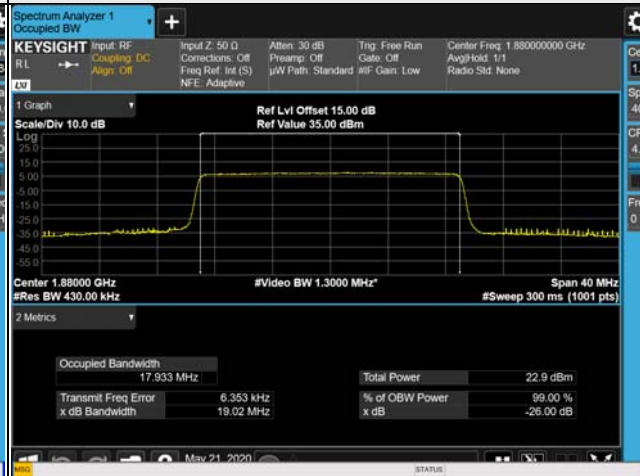 Spectrum Analyzer 1
Occupied BW
KEYSIGHT
RL
LXI
Input: RF
Coupling: DC
Align: Off
Input Z: 50 Ω
Corrections: Off
Freq Ref: Int (S)
NFE: Adaptive
Atten: 30 dB
Preamp: Off
µW Path: Standard
Trig: Free Run
Gate: Off
#IF Gain: Low
Center Freq: 1.880000000 GHz
Avg|Hold: 1/1
Radio Std: None
1 Graph
Scale/Div 10.0 dB
Ref Lvl Offset 15.00 dB
Ref Value 35.00 dBm
Log
25.0
15.0
5.00
-5.00
-15.0
-25.0
-35.0
-45.0
-55.0
Center 1.88000 GHz
#Video BW 1.3000 MHz*
Span 40 MHz
#Res BW 430.00 kHz
#Sweep 300 ms (1001 pts)
2 Metrics
Occupied Bandwidth
17.933 MHz
Total Power 22.9 dBm
Transmit Freq Error 6.353 kHz
% of OBW Power 99.00 %
x dB Bandwidth 19.02 MHz
x dB -26.00 dB
May 21, 2020
MSG
STATUS